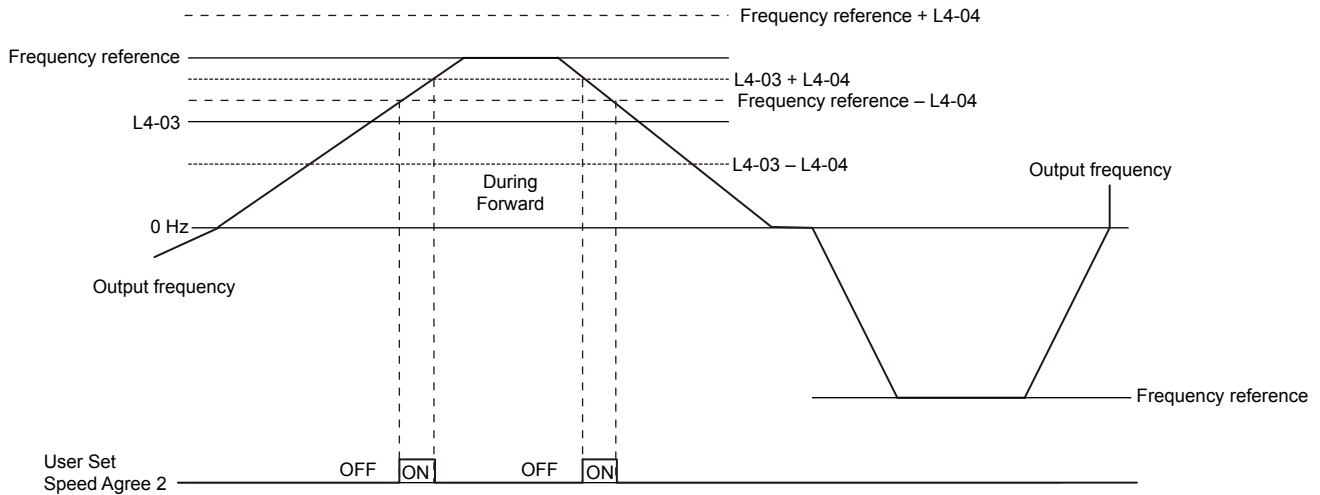 Frequency reference + L4-04
Frequency reference
L4-03 + L4-04
Frequency reference – L4-04
L4-03
L4-03 – L4-04
During
Forward
Output frequency
0 Hz
Output frequency
Frequency reference
User Set
Speed Agree 2
OFF
ON
OFF
ON